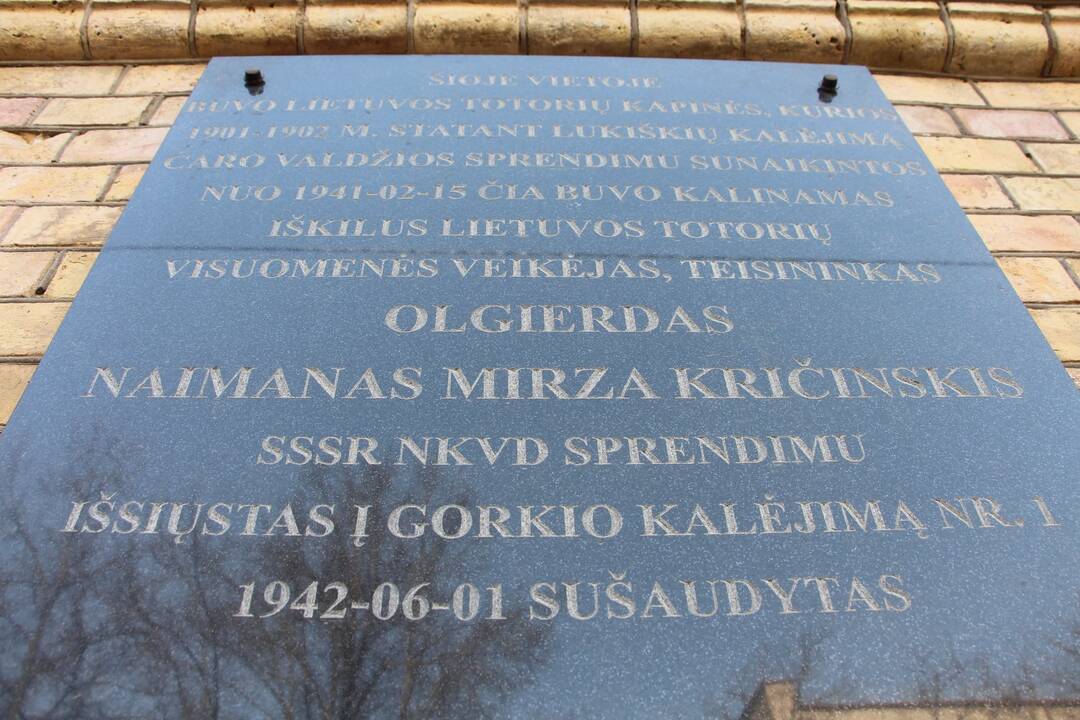 ŠIOJE VIETOJE
BUVO LIETUVOS TOTORIŲ KAPINĖS, KURIOS
1901-1902 M. STATANT LUKIŠKIŲ KALĖJIMĄ
CARO VALDŽIOS SPRENDIMU SUNAIKINTOS
NUO 1941-02-15 ČIA BUVO KALINAMAS
IŠKILUS LIETUVOS TOTORIŲ
VISUOMENĖS VEIKĖJAS, TEISININKAS
OLGIERDAS
NAIMANAS MIRZA KRIČINSKIS
SSSR NKVD SPRENDIMU
IŠSIŲSTAS Į GORKIO KALĖJIMĄ NR. 1
1942-06-01 SUŠAUDYTAS